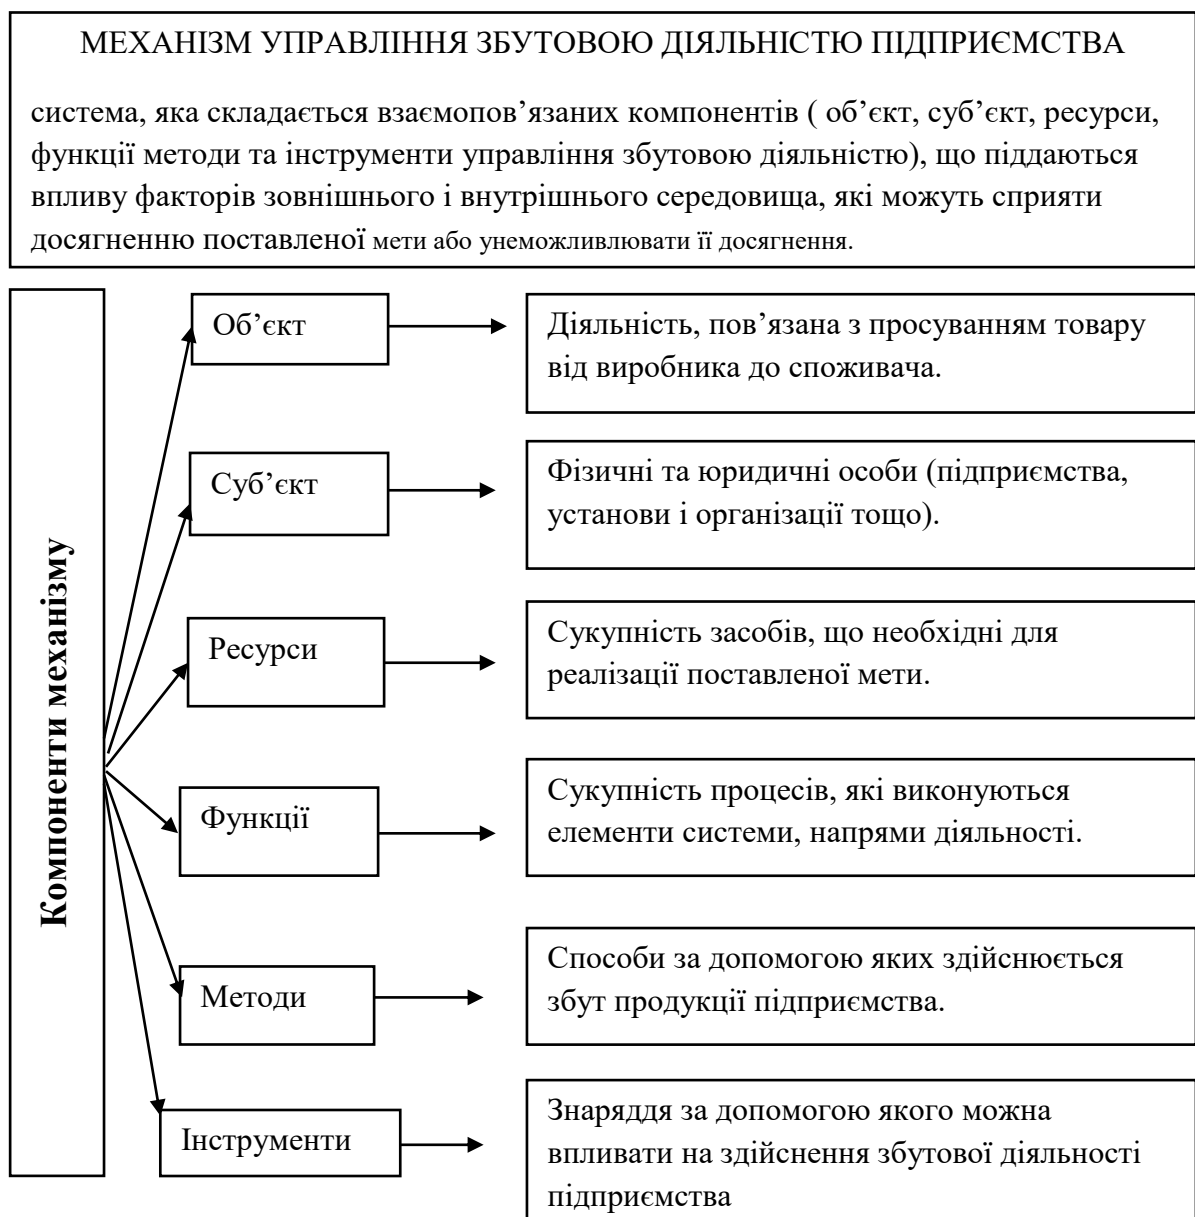 МЕХАНІЗМ УПРАВЛІННЯ ЗБУТОВОЮ ДІЯЛЬНІСТЮ ПІДПРИЄМСТВА
система, яка складається взаємопов’язаних компонентів ( об’єкт, суб’єкт, ресурси,
функції методи та інструменти управління збутовою діяльністю), що піддаються
впливу факторів зовнішнього і внутрішнього середовища, які можуть сприяти
досягненню поставленої мети або унеможливлювати її досягнення.
Компоненти механізму
Об’єкт
Діяльність, пов’язана з просуванням товару
від виробника до споживача.
Суб’єкт
Фізичні та юридичні особи (підприємства,
установи і організації тощо).
Ресурси
Сукупність засобів, що необхідні для
реалізації поставленої мети.
Функції
Сукупність процесів, які виконуються
елементи системи, напрями діяльності.
Методи
Способи за допомогою яких здійснюється
збут продукції підприємства.
Інструменти
Знаряддя за допомогою якого можна
впливати на здійснення збутової діяльності
підприємства